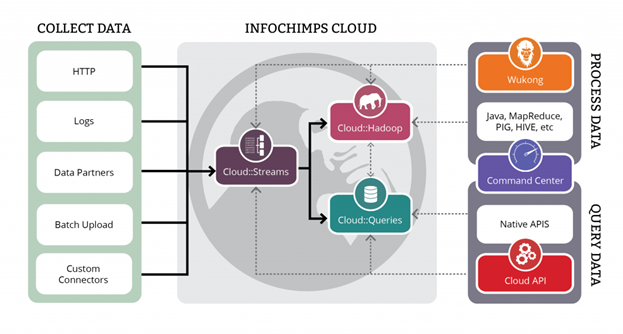 COLLECT DATA
HTTP
Logs
Data Partners
Batch Upload
Custom
Connectors
INFOCHIMPS CLOUD
Cloud::Streams
Cloud::Hadoop
Cloud::Queries
PROCESS DATA
Wukong
Java, MapReduce,
PIG, HIVE, etc
Command Center
QUERY DATA
Native APIS
Cloud API